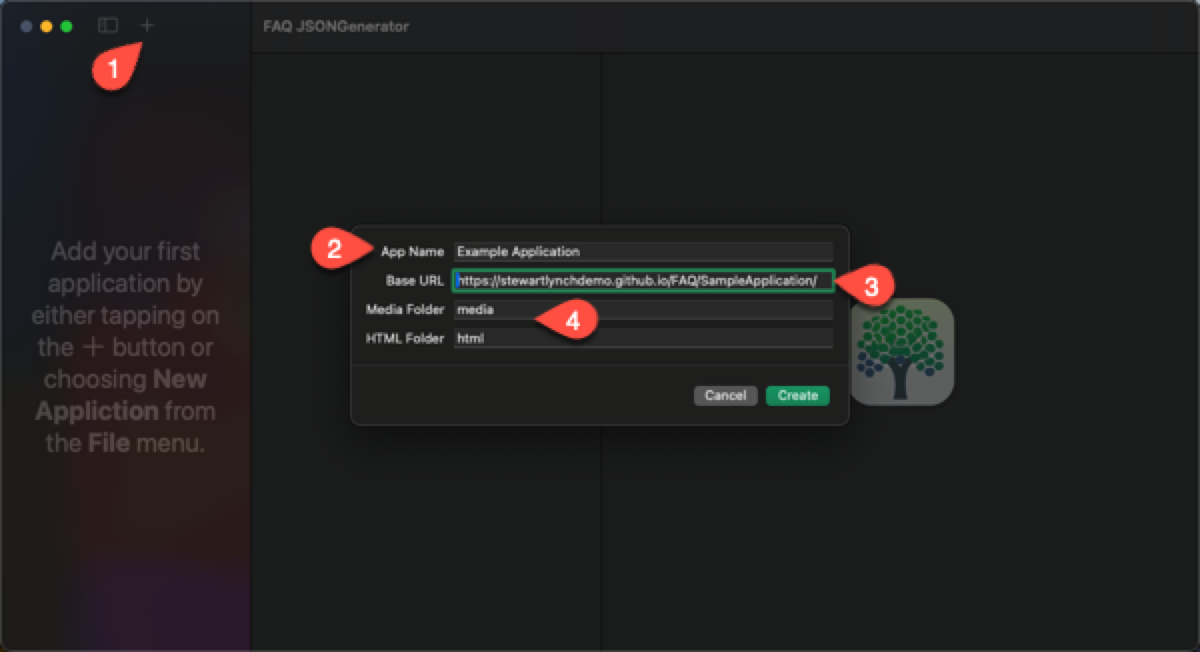 FAQ JSONGenerator
1
Add your first
application by
either tapping on
the + button or
choosing New
Appliction from
the File menu.
2
App Name Example Application
Base URL https://stewartlynchdemo.github.io/FAQ/SampleApplication/
3
Media Folder media
4
HTML Folder html
Cancel Create